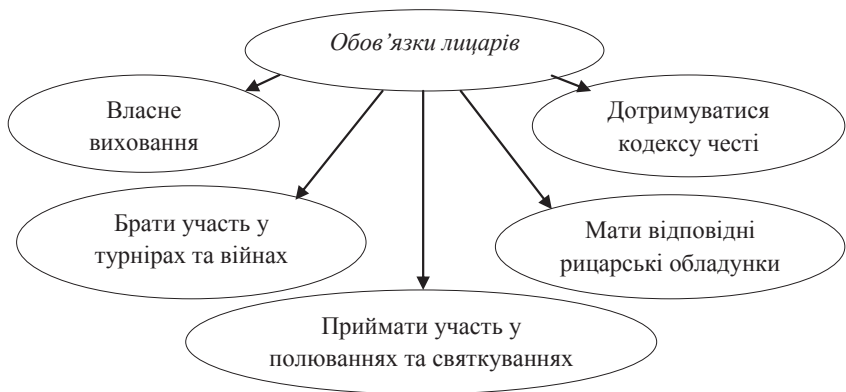 Обов’язки лицарів
Власне
виховання
Дотримуватися
кодексу честі
Брати участь у
турнірах та війнах
Мати відповідні
рицарські обладунки
Приймати участь у
полюваннях та святкуваннях